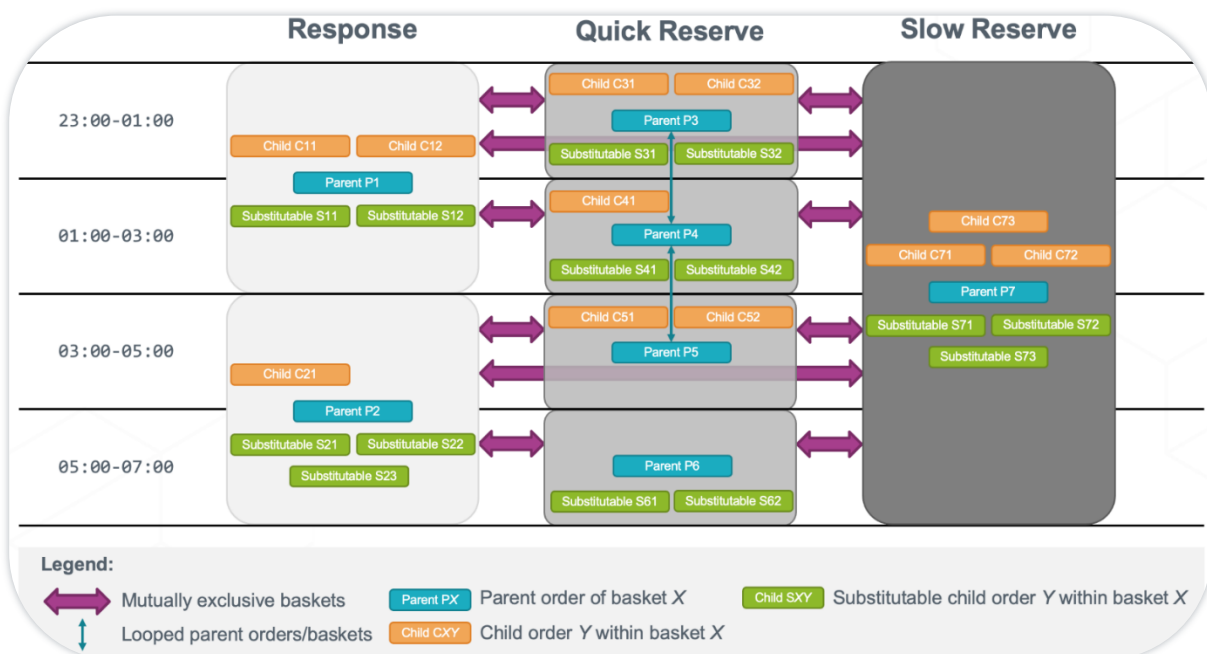 Response
Quick Reserve
Slow Reserve
23:00-01:00
Child C11
Child C12
Parent P1
Substitutable S11
Substitutable S12
Child C31
Child C32
Parent P3
Substitutable S31
Substitutable S32
01:00-03:00
Child C41
Parent P4
Substitutable S41
Substitutable S42
Child C73
Child C71
Child C72
Parent P7
Substitutable S71
Substitutable S72
Substitutable S73
03:00-05:00
Child C21
Parent P2
Substitutable S21
Substitutable S22
Substitutable S23
Child C51
Child C52
Parent P5
05:00-07:00
Parent P6
Substitutable S61
Substitutable S62
Legend:
Mutually exclusive baskets
Parent PX
Parent order of basket X
Child SXY
Substitutable child order Y within basket X
Looped parent orders/baskets
Child CXY
Child order Y within basket X